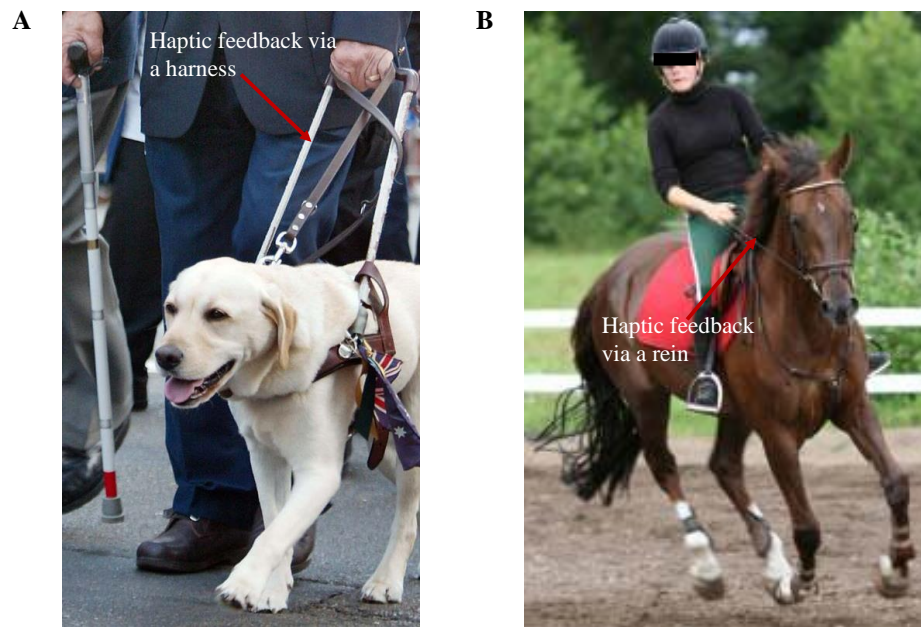 A
Haptic feedback via
a harness
B
Haptic feedback
via a rein